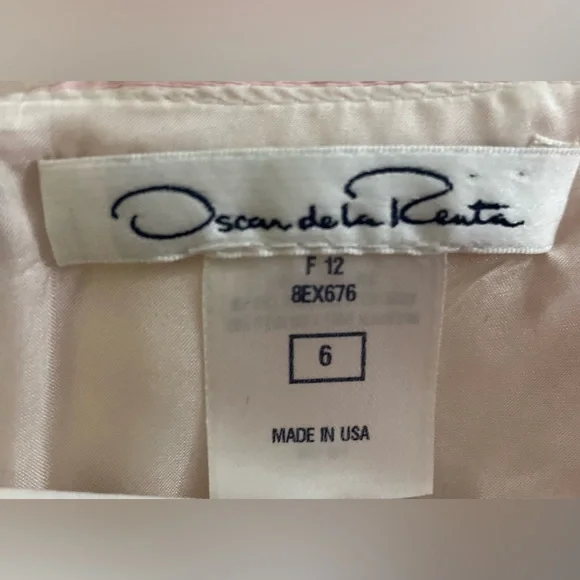 Oscar de la Renta
F 12
8EX676
6
MADE IN USA